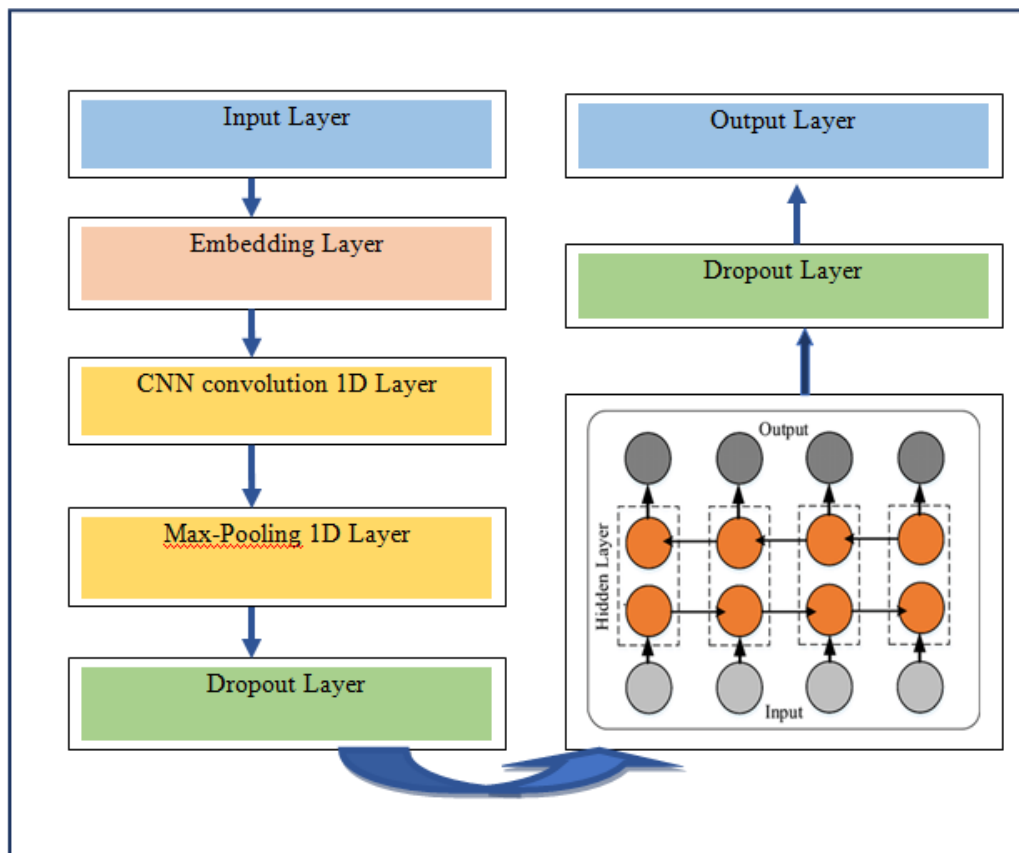 Input Layer
Embedding Layer
CNN convolution 1D Layer
Max-Pooling 1D Layer
Dropout Layer
Output Layer
Dropout Layer
Output
Hidden Layer
Input